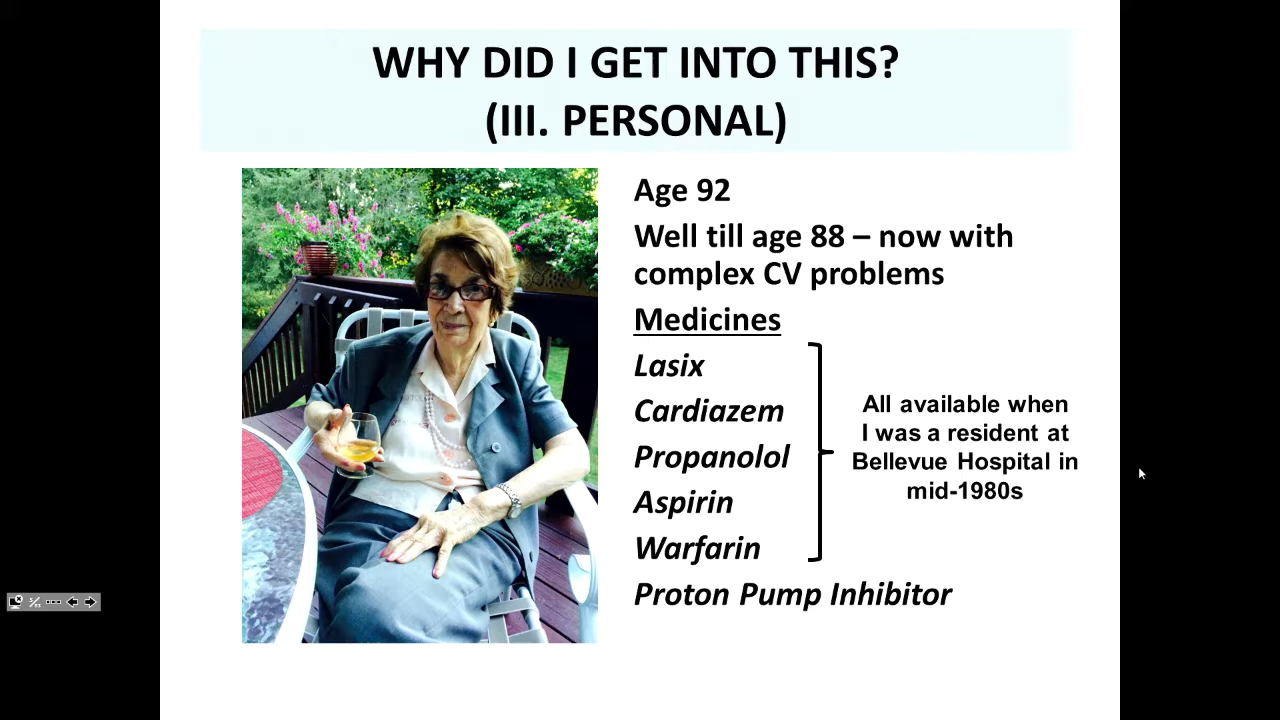 WHY DID I GET INTO THIS?
(III. PERSONAL)
Age 92
Well till age 88 – now with
complex CV problems
Medicines
Lasix
Cardiazem
Propanolol
Aspirin
Warfarin
Proton Pump Inhibitor
All available when
I was a resident at
Bellevue Hospital in
mid-1980s